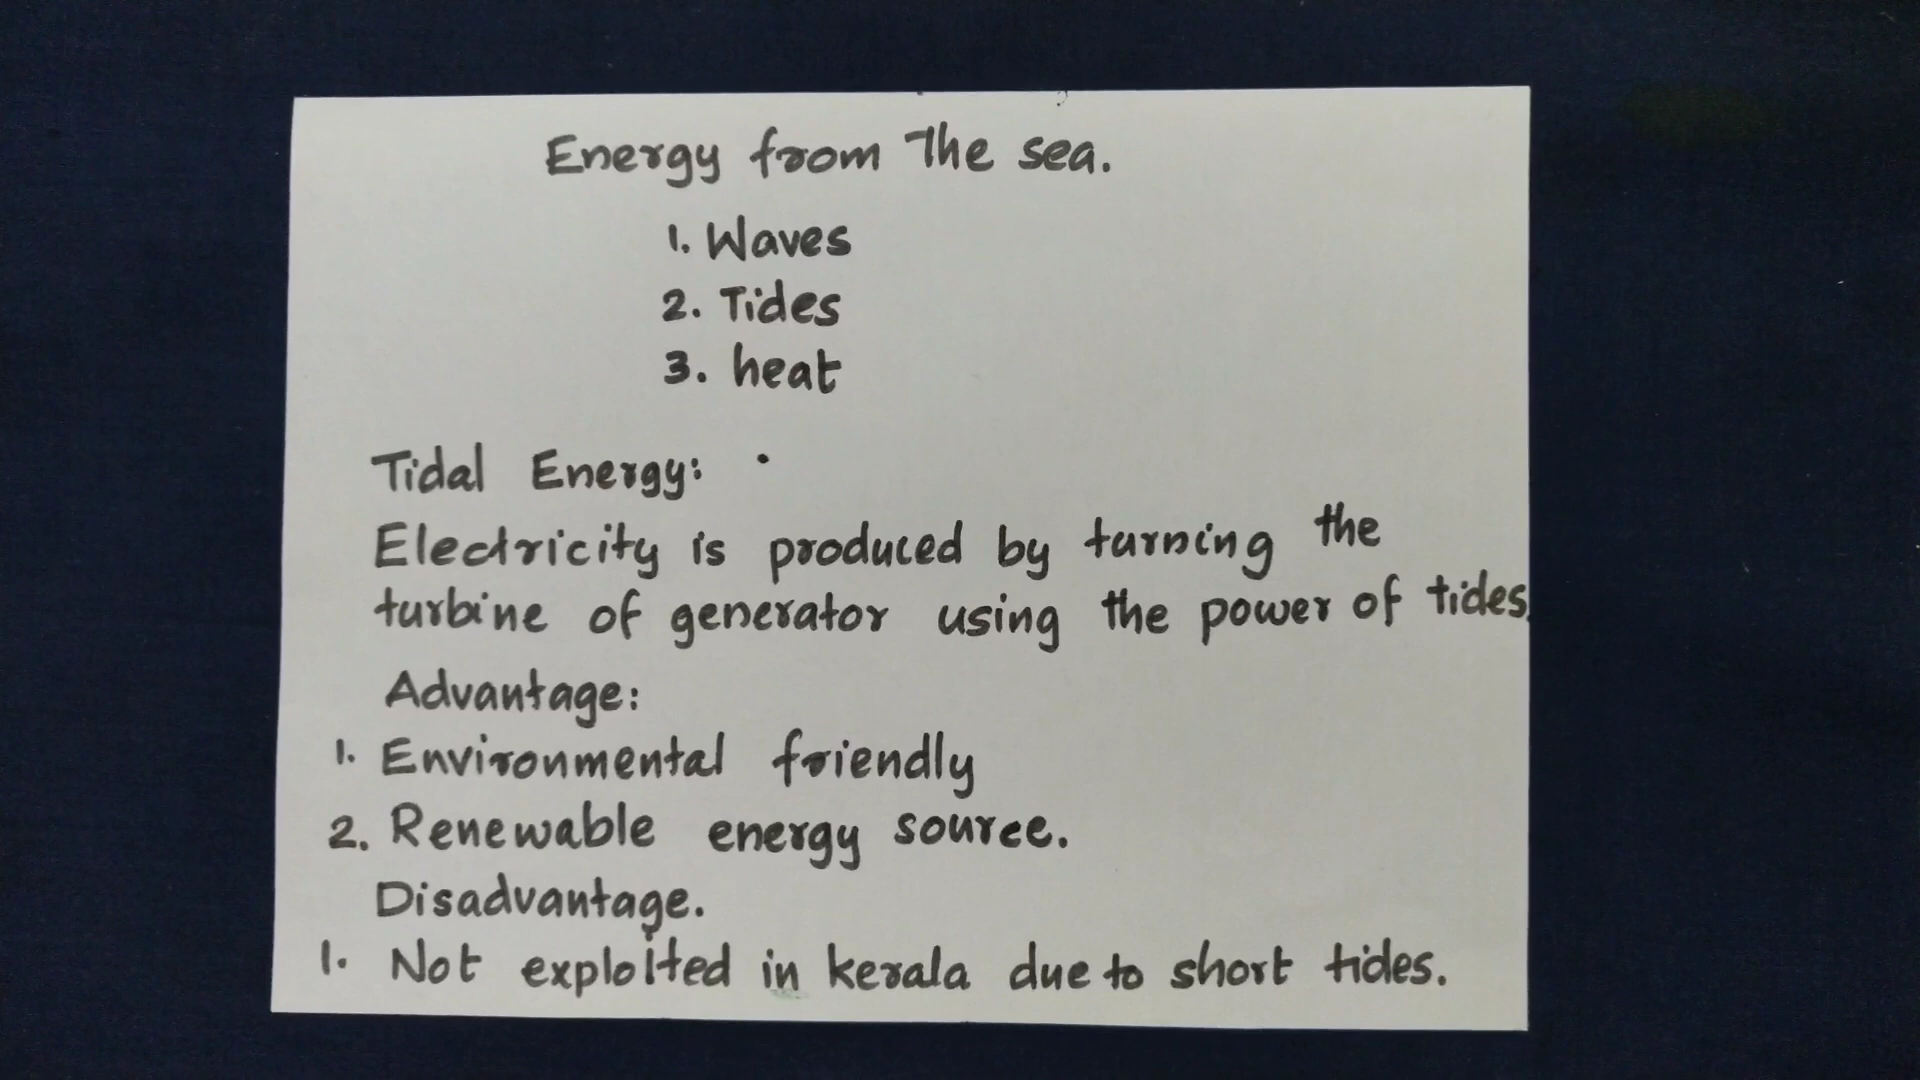 Energy from The sea.
1. Waves
2. Tides
3. heat
Tidal Energy:
Electricity is produced by turning the
turbine of generator using the power of tides.
Advantage:
1. Environmental friendly
2. Renewable energy source.
Disadvantage.
1. Not exploited in kerala due to short tides.